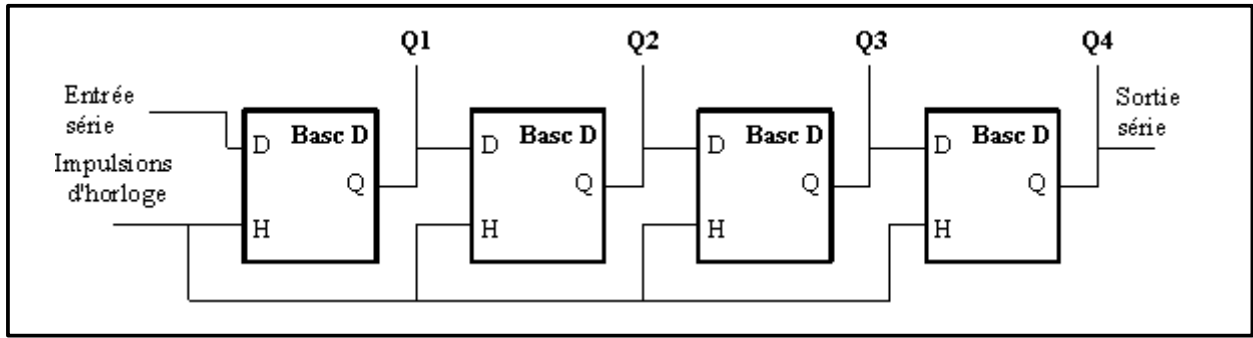 Q1
Q2
Q3
Q4
Entrée
série
Impulsions
d'horloge
Basc D
D
Q
H
Basc D
D
Q
H
Basc D
D
Q
H
Basc D
D
Q
H
Sortie
série